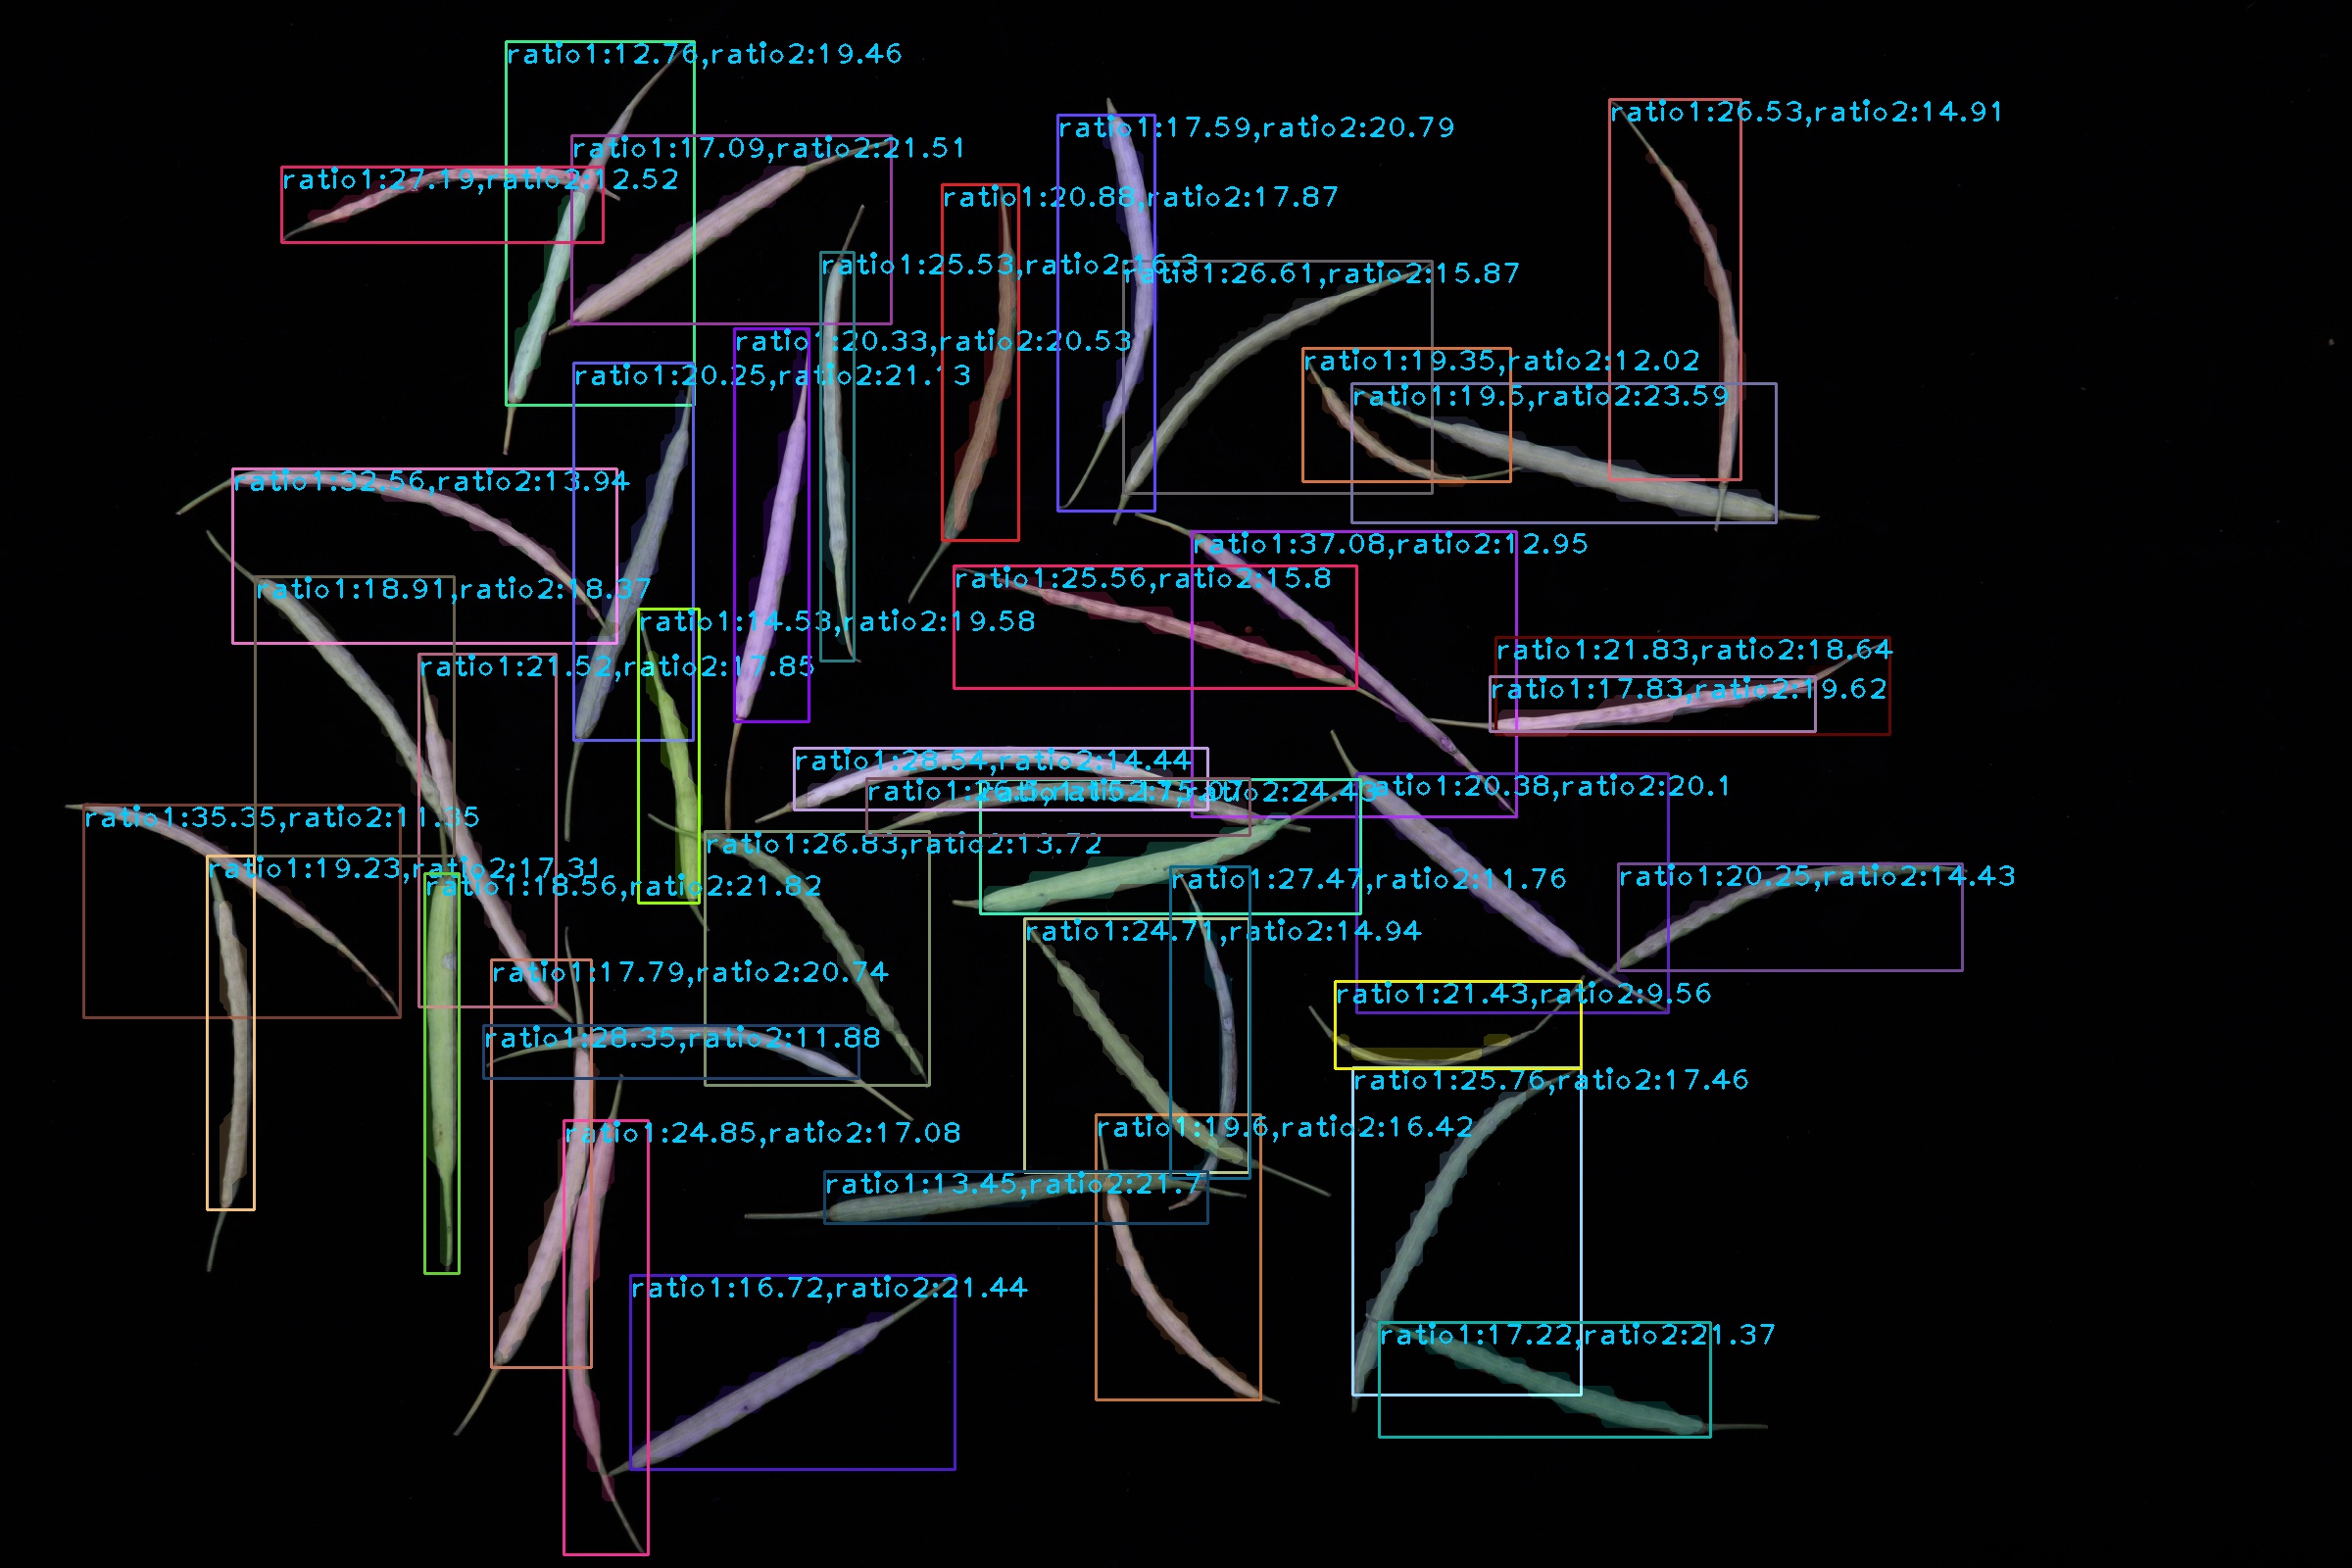 ratio1:12.76,ratio2:19.46
ratio1:26.53,ratio2:14.91
ratio1:17.59,ratio2:20.79
ratio1:17.09,ratio2:21.51
ratio1:27.19,ratio2:12.52
ratio1:20.88,ratio2:17.87
ratio1:25.53,ratio2:16.3
ratio1:26.61,ratio2:15.87
ratio1:20.33,ratio2:20.53
ratio1:19.35,ratio2:12.02
ratio1:20.25,ratio2:21.13
ratio1:19.5,ratio2:23.59
ratio1:32.56,ratio2:13.94
ratio1:37.08,ratio2:12.95
ratio1:25.56,ratio2:15.8
ratio1:18.91,ratio2:18.37
ratio1:14.53,ratio2:19.58
ratio1:21.83,ratio2:18.64
ratio1:21.52,ratio2:17.85
ratio1:17.83,ratio2:19.62
ratio1:28.54,ratio2:14.44
ratio1:20.38,ratio2:20.1
ratio2:24.43
ratio1:35.35,ratio2:11.35
ratio1:26.83,ratio2:13.72
ratio1:19.23,ratio2:17.31
ratio1:20.25,ratio2:14.43
ratio1:27.47,ratio2:11.76
ratio1:18.56,ratio2:21.82
ratio1:24.71,ratio2:14.94
ratio1:17.79,ratio2:20.74
ratio1:21.43,ratio2:9.56
ratio1:28.35,ratio2:11.88
ratio1:25.76,ratio2:17.46
ratio1:19.6,ratio2:16.42
ratio1:24.85,ratio2:17.08
ratio1:13.45,ratio2:21.7
ratio1:16.72,ratio2:21.44
ratio1:17.22,ratio2:21.37